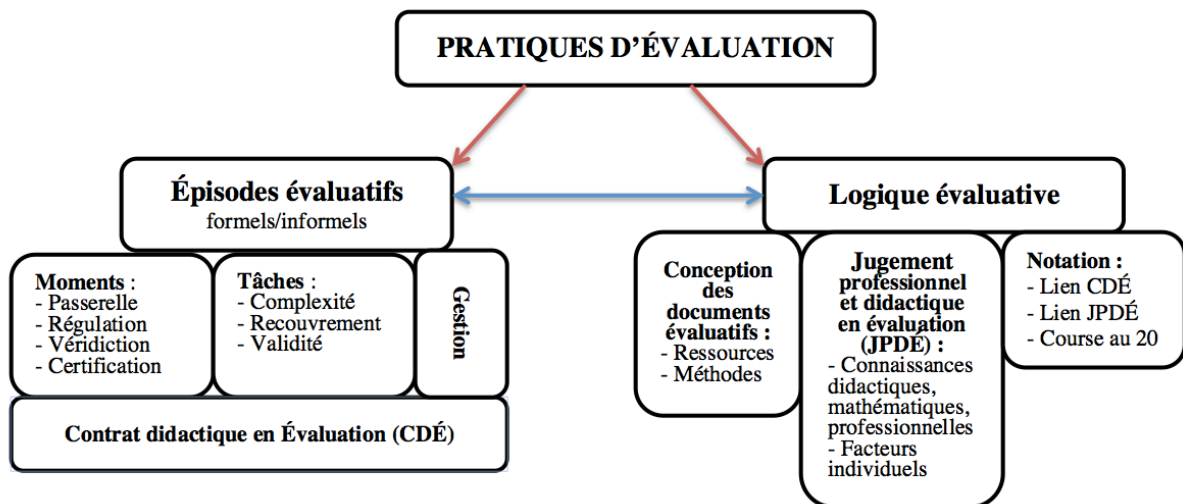 PRATIQUES D'ÉVALUATION
Épisodes évaluatifs
formels/informels
Moments :
- Passerelle
- Régulation
- Véridiction
- Certification
Tâches :
- Complexité
- Recouvrement
- Validité
Gestion
Contrat didactique en Évaluation (CDÉ)
Logique évaluative
Conception
des
documents
évaluatifs :
- Ressources
- Méthodes
Jugement
professionnel
et didactique
en évaluation
(JPDÉ) :
- Connaissances
didactiques,
mathématiques,
professionnelles
- Facteurs
individuels
Notation :
- Lien CDÉ
- Lien JPDÉ
- Course au 20